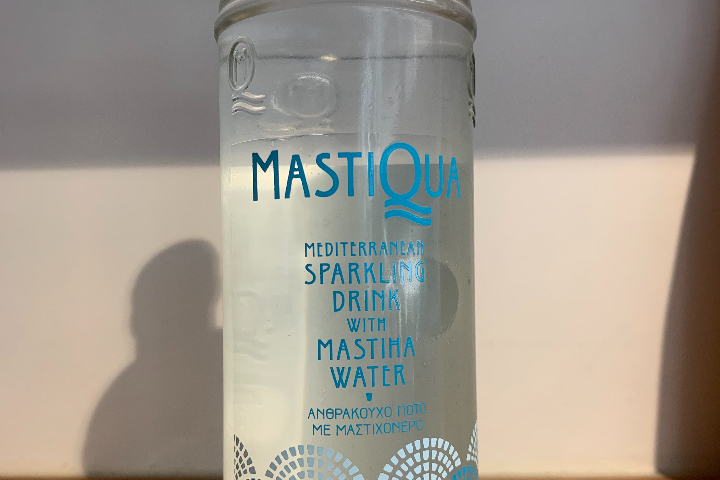 MASTIQUA
MEDITERRANEAN
SPARKLING
DRINK
WITH
MASTIHA
WATER
ΑΝΘΡΑΚΟΥΧΟ ΠΟΤΟ
ΜΕ ΜΑΣΤΙΧΟΝΕΡΟ